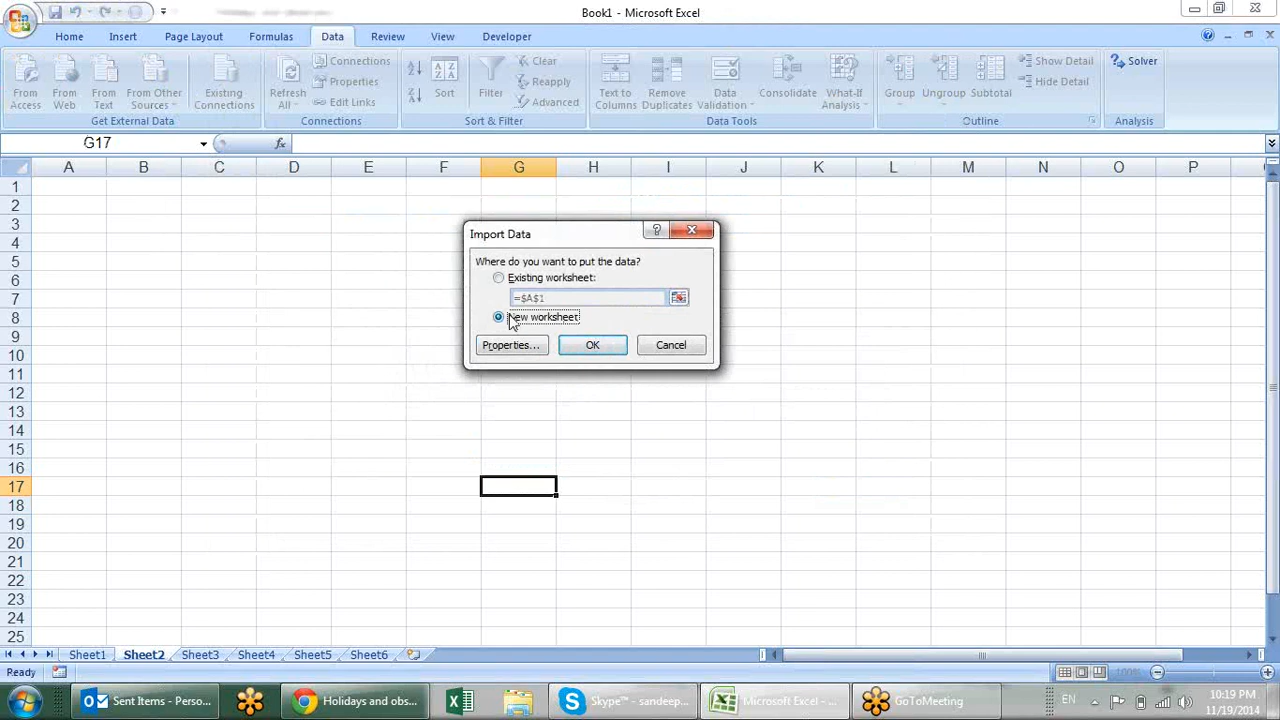 Book1 - Microsoft Excel
Home Insert Page Layout Formulas Data Review View Developer
From Access
From Web
From Text
From Other Sources
Existing Connections
Get External Data
Refresh All
Connections
Properties
Edit Links
Connections
Sort
Filter
Clear
Reapply
Advanced
Sort & Filter
Text to Columns
Remove Duplicates
Data Validation
Consolidate
What-If Analysis
Data Tools
Group
Ungroup
Subtotal
Show Detail
Hide Detail
Outline
Solver
Analysis
G17 fx
A B C D E F G H I J K L M N O P
1
2
3
4
5
6
7
8
9
10
11
12
13
14
15
16
17
18
19
20
21
22
23
24
25
Import Data
Where do you want to put the data?
Existing worksheet:
=$A$1
New worksheet
Properties... OK Cancel
Sheet1 Sheet2 Sheet3 Sheet4 Sheet5 Sheet6
Ready 100%
Sent Items - Perso... Holidays and obs... Skype™ - sandeep... Microsoft Excel - ... GoToMeeting EN 10:19 PM
11/19/2014